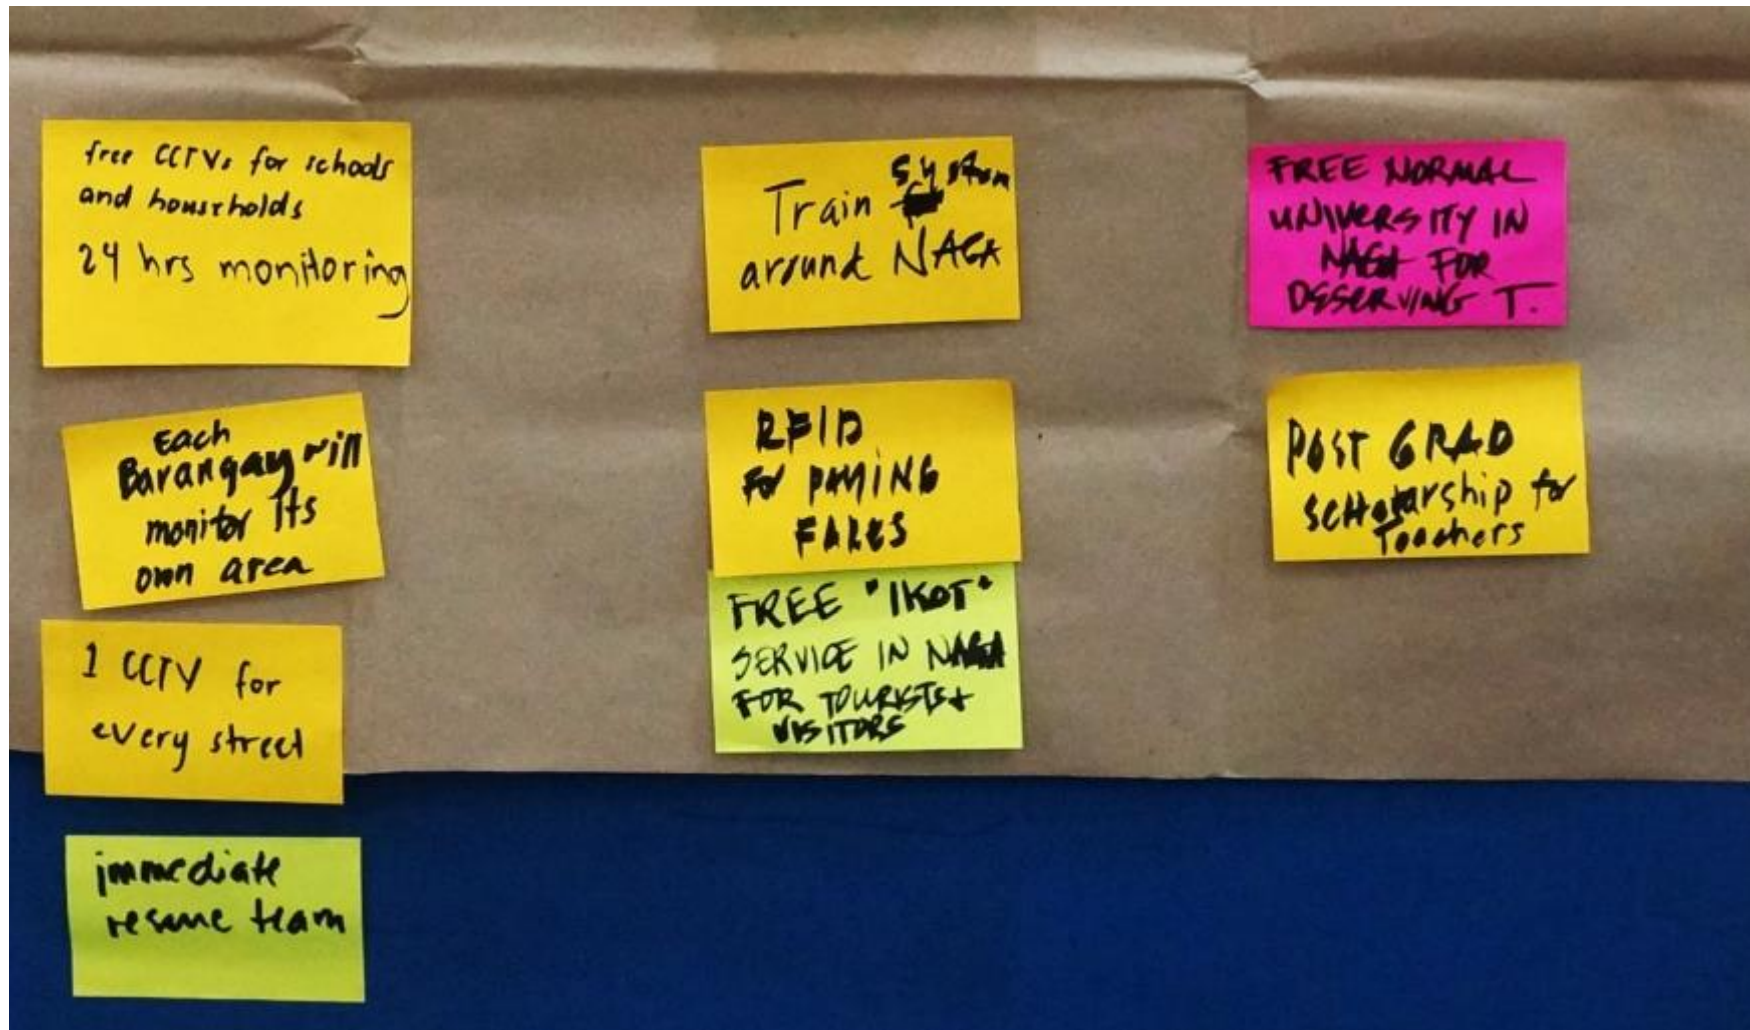 free CCTVs for schools
and households
24 hrs monitoring
Each
Barangay will
monitor its
own area
1 CCTV for
every street
immediate
rescue team
system
Train
around NAGA
RFID
for PAYING
FARES
FREE "IKOT"
SERVICE IN NAGA
FOR TOURISTS+
VISITORS
FREE NORMAL
UNIVERSITY IN
NAGA FOR
DESERVING T.
POST GRAD
scHolarship for
Teachers